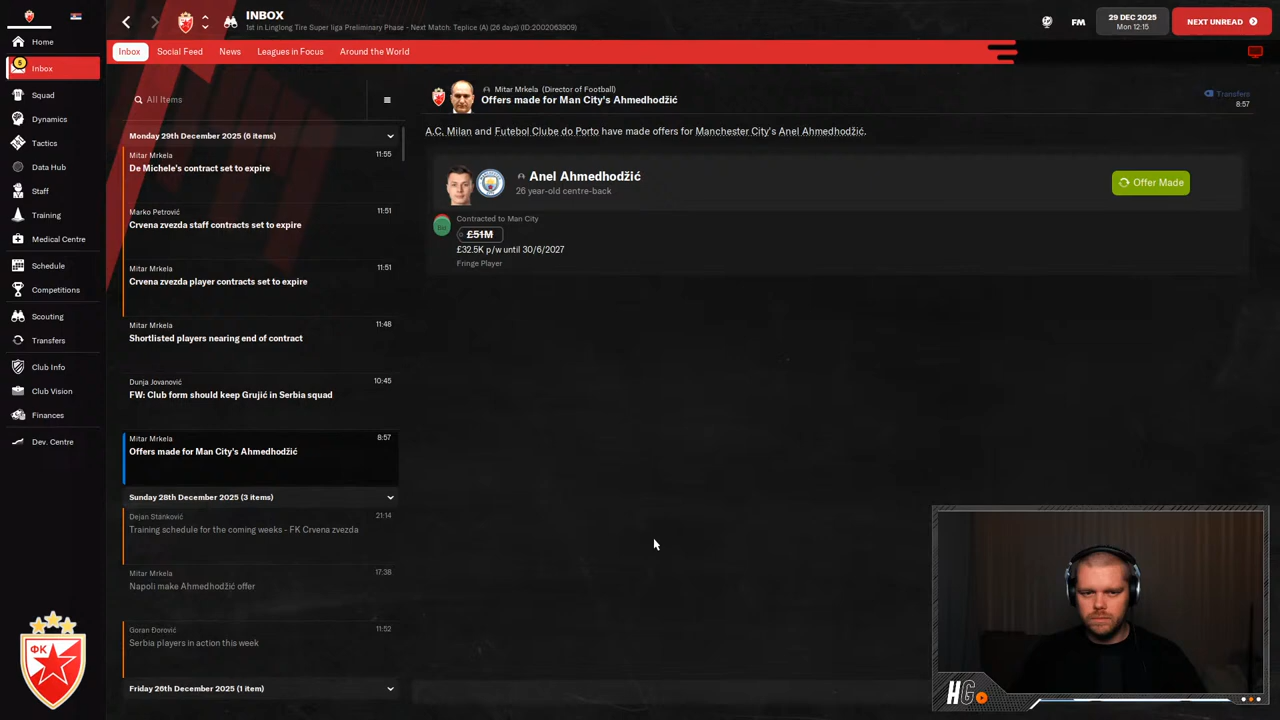 INBOX
1st in Linglong Tire Super liga Preliminary Phase - Next Match: Teplice (A) (26 days) (ID:2002063909)
FM
29 DEC 2025
Mon 12:15
NEXT UNREAD
Home
5
Inbox
Squad
Dynamics
Tactics
Data Hub
Staff
Training
Medical Centre
Schedule
Competitions
Scouting
Transfers
Club Info
Club Vision
Finances
Dev. Centre
ФК
Inbox
Social Feed
News
Leagues in Focus
Around the World
All Items
Monday 29th December 2025 (6 items)
Mitar Mrkela
11:55
De Michele's contract set to expire
Marko Petrović
11:51
Crvena zvezda staff contracts set to expire
Mitar Mrkela
11:51
Crvena zvezda player contracts set to expire
Mitar Mrkela
11:48
Shortlisted players nearing end of contract
Dunja Jovanović
10:45
FW: Club form should keep Grujić in Serbia squad
Mitar Mrkela
8:57
Offers made for Man City's Ahmedhodžić
Sunday 28th December 2025 (3 items)
Dejan Stánković
21:14
Training schedule for the coming weeks - FK Crvena zvezda
Mitar Mrkela
17:38
Napoli make Ahmedhodžić offer
Goran Đorović
11:52
Serbia players in action this week
Friday 26th December 2025 (1 item)
Mitar Mrkela (Director of Football)
Offers made for Man City's Ahmedhodžić
Transfers
8:57
A.C. Milan and Futebol Clube do Porto have made offers for Manchester City's Anel Ahmedhodžić.
Anel Ahmedhodžić
26 year-old centre-back
Offer Made
Contracted to Man City
£51M
£32.5K p/w until 30/6/2027
Fringe Player
HG